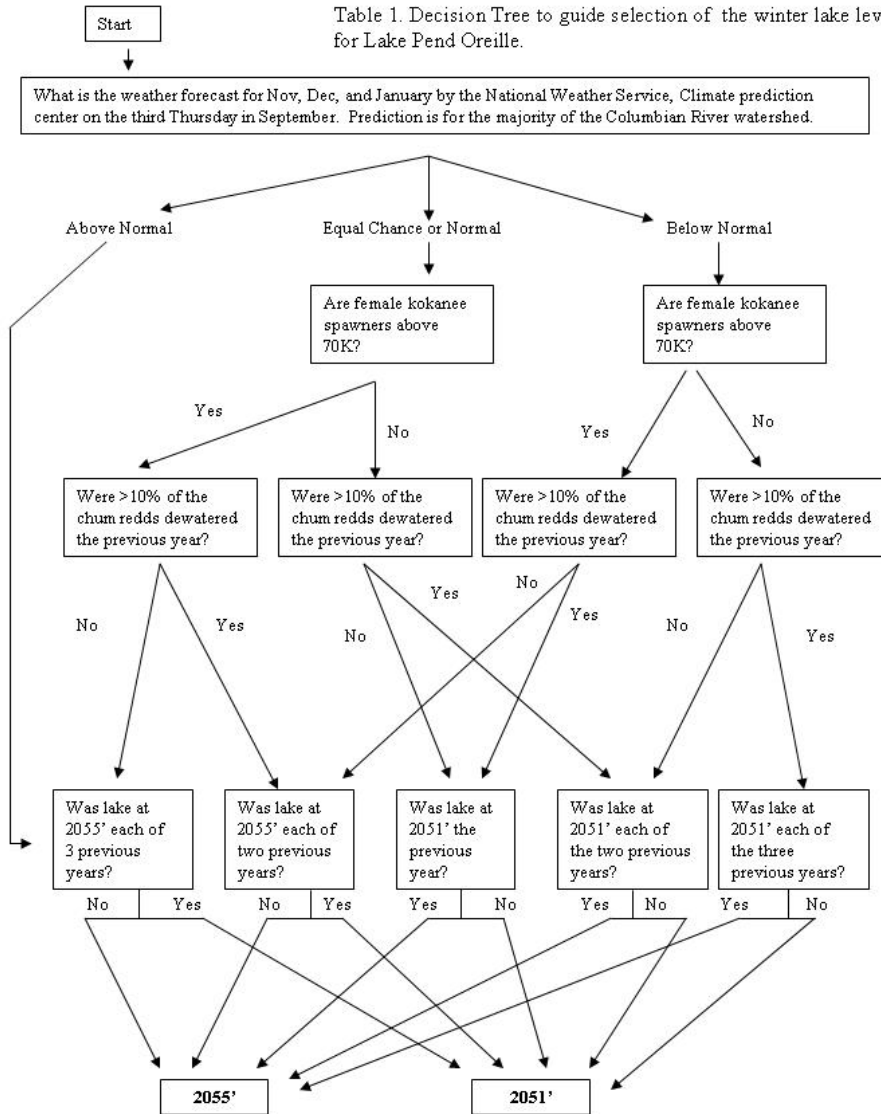 Start
Table 1. Decision Tree to guide selection of the winter lake lev
for Lake Pend Oreille.
What is the weather forecast for Nov, Dec, and January by the National Weather Service, Climate prediction
center on the third Thursday in September. Prediction is for the majority of the Columbian River watershed.
Above Normal
Equal Chance or Normal
Below Normal
Are female kokanee
spawners above
70K?
Are female kokanee
spawners above
70K?
Yes
No
Yes
No
Were >10% of the
chum redds dewatered
the previous year?
Were >10% of the
chum redds dewatered
the previous year?
Were >10% of the
chum redds dewatered
the previous year?
Were >10% of the
chum redds dewatered
the previous year?
No
Yes
No
Yes
No
Yes
No
Yes
Was lake at
2055' each of
3 previous
years?
Was lake at
2055' each of
two previous
years?
Was lake at
2051' the
previous
year?
Was lake at
2051' each of
the two previous
years?
Was lake at
2051' each of
the three
previous years?
No Yes
No Yes
Yes No
Yes No
Yes No
2055'
2051'